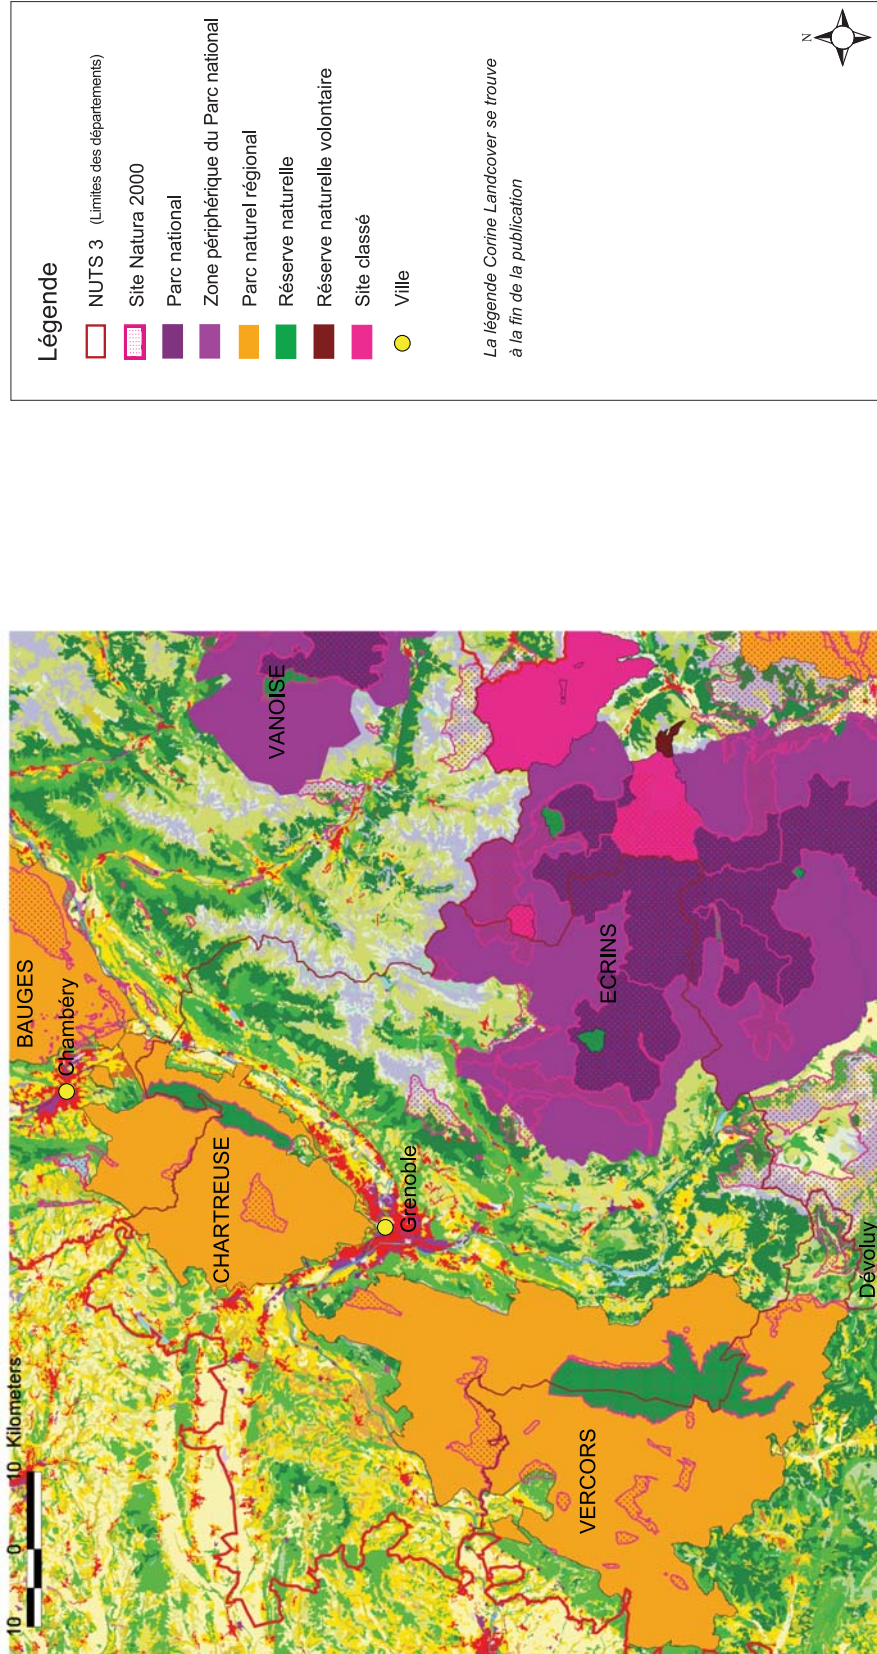 10 0 10 Kilometers
BAUGES
Chambéry
CHARTREUSE
Grenoble
VANOISE
ECRINS
VERCORS
Dévoluy
Légende
NUTS 3 (Limites des départements)
Site Natura 2000
Parc national
Zone périphérique du Parc national
Parc naturel régional
Réserve naturelle
Réserve naturelle volontaire
Site classé
Ville
La légende Corine Landcover se trouve
à la fin de la publication
N